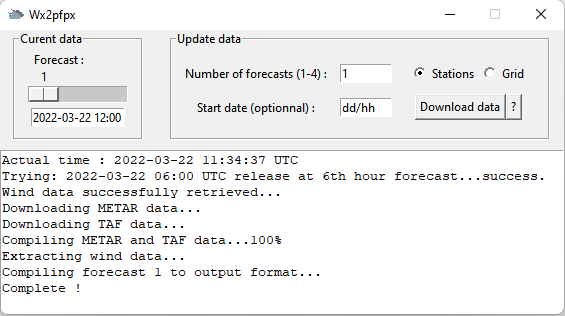 Wx2pfpx
Curent data
Forecast :
1
2022-03-22 12:00
Update data
Number of forecasts (1-4) : 1 Stations Grid
Start date (optionnal) : dd/hh Download data ?
Actual time : 2022-03-22 11:34:37 UTC
Trying: 2022-03-22 06:00 UTC release at 6th hour forecast...success.
Wind data successfully retrieved...
Downloading METAR data...
Downloading TAF data...
Compiling METAR and TAF data...100%
Extracting wind data...
Compiling forecast 1 to output format...
Complete !